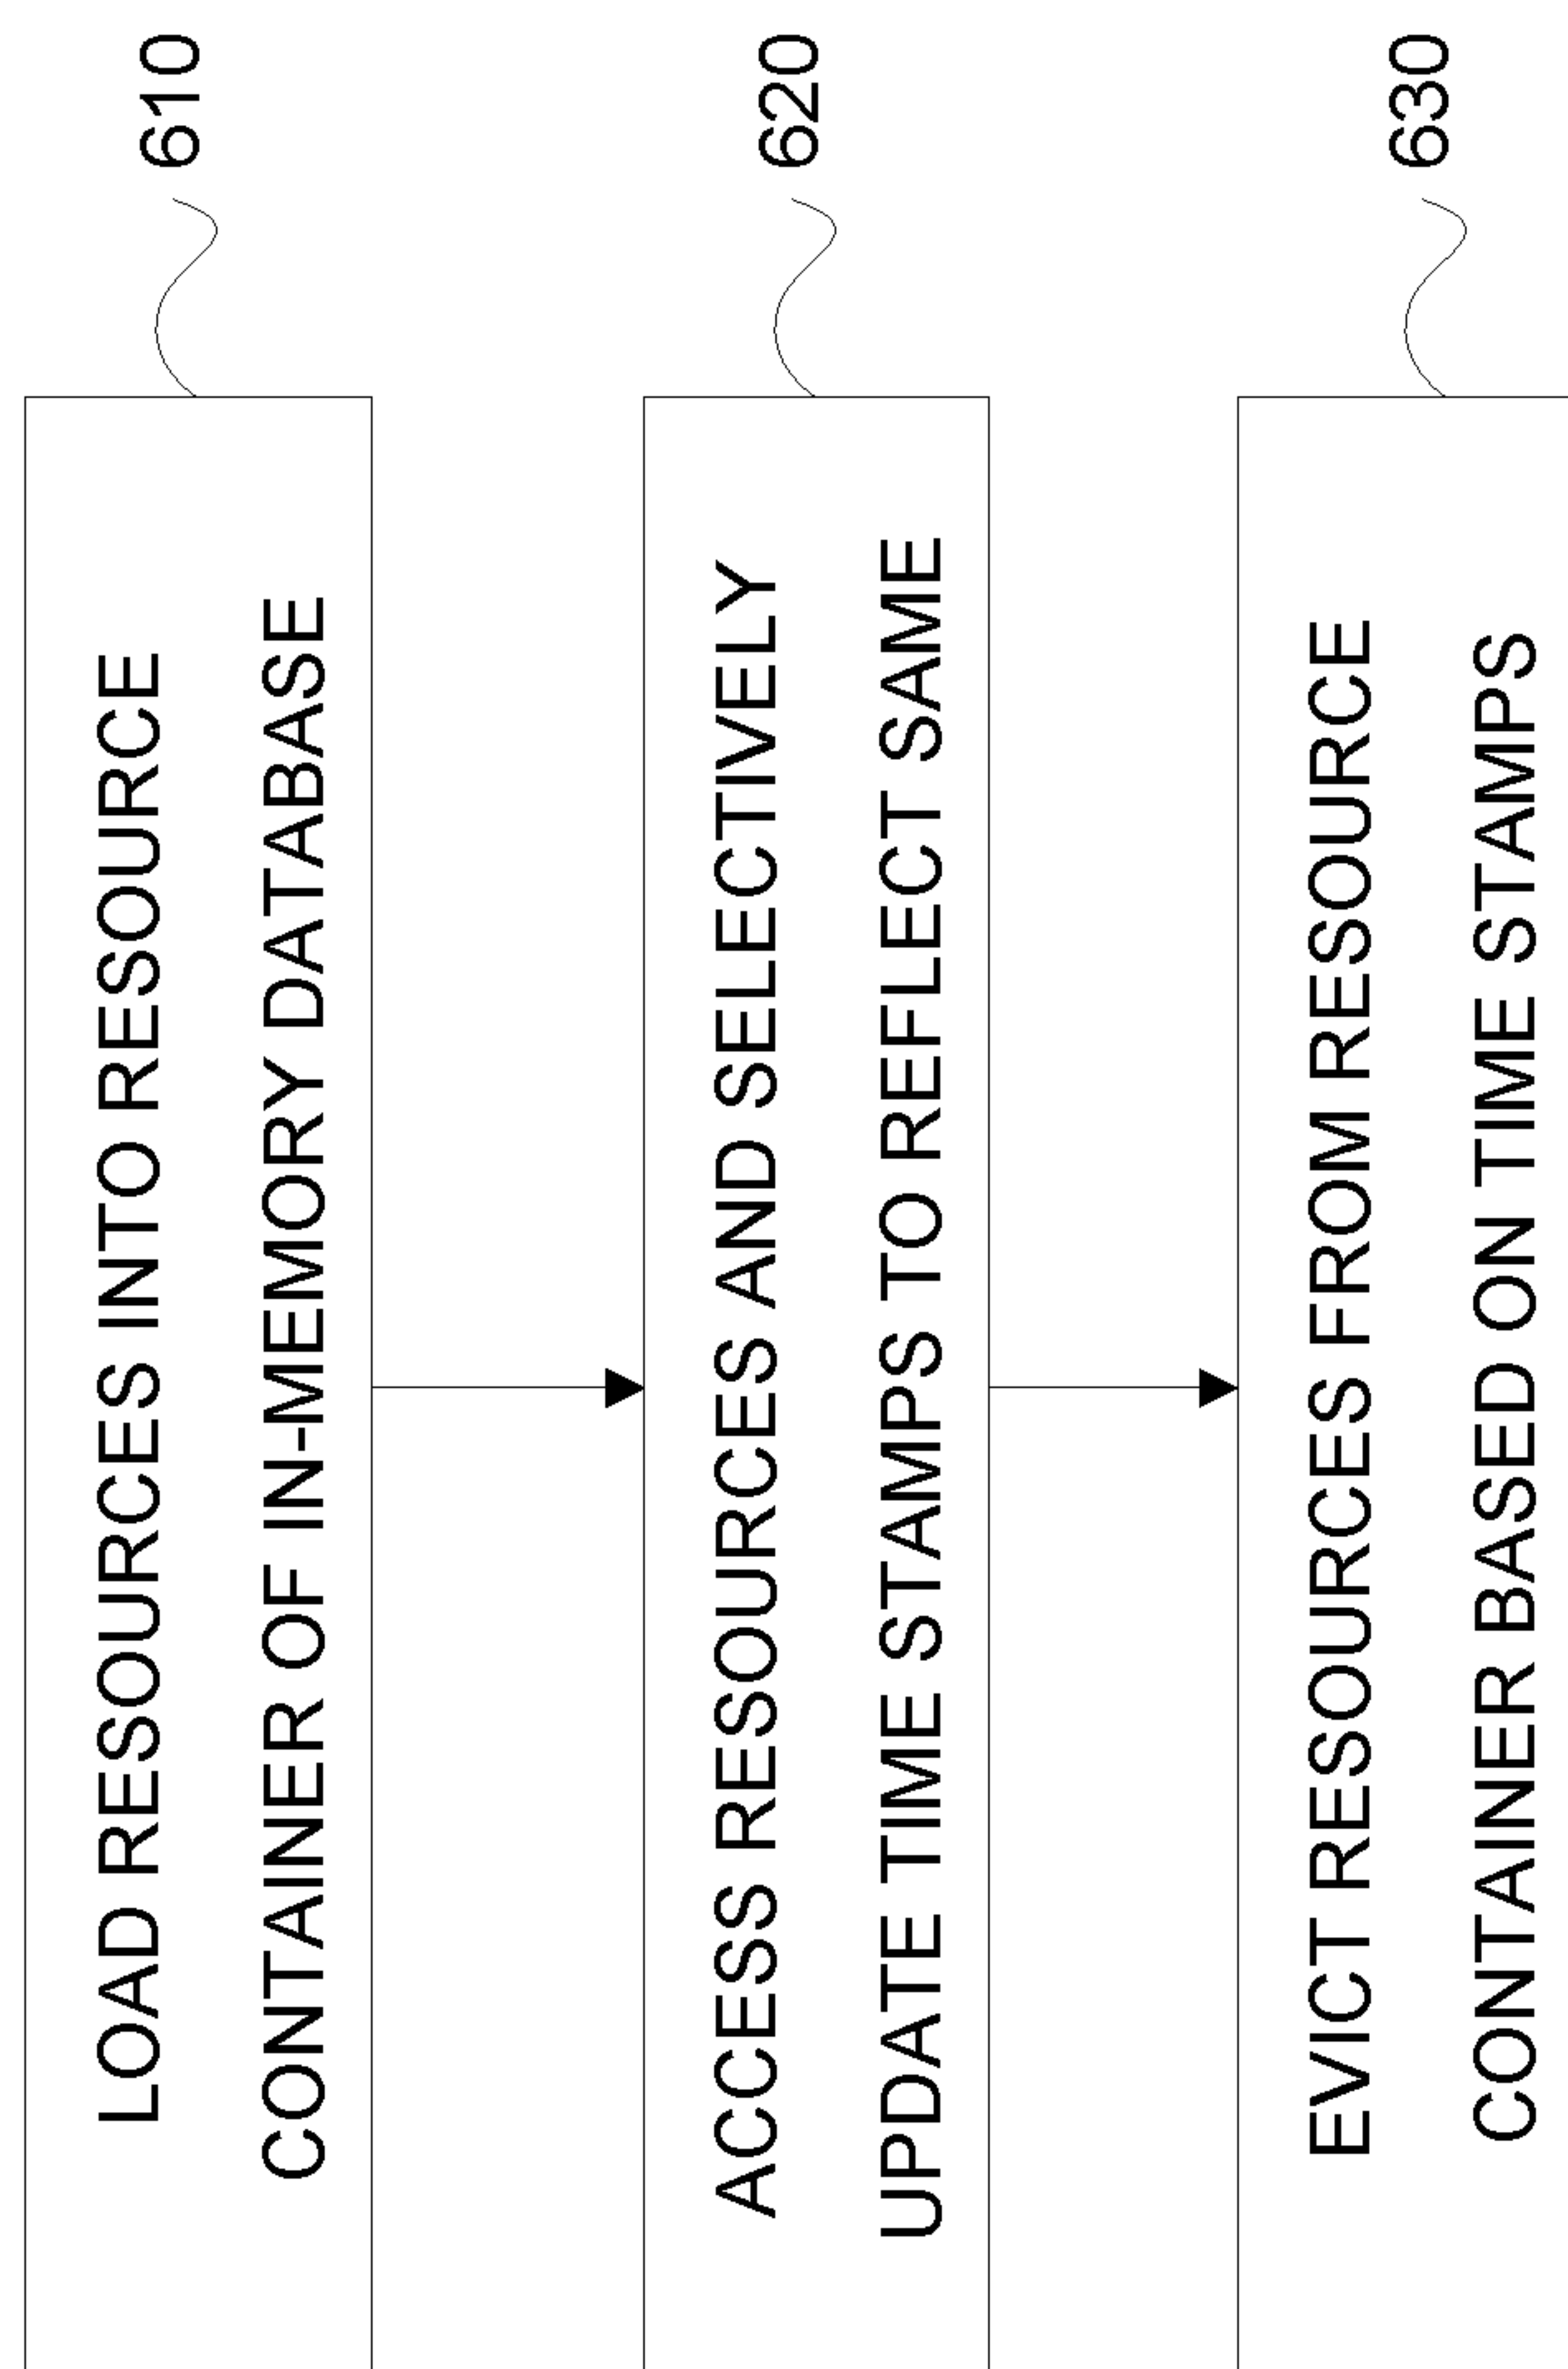 LOAD RESOURCES INTO RESOURCE
CONTAINER OF IN-MEMORY DATABASE
610
ACCESS RESOURCES AND SELECTIVELY
UPDATE TIME STAMPS TO REFLECT SAME
620
EVICT RESOURCES FROM RESOURCE
CONTAINER BASED ON TIME STAMPS
630